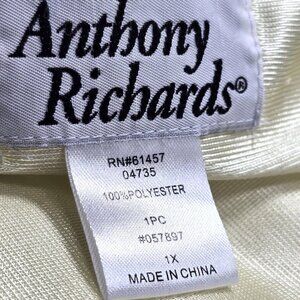 Anthony
Richards®
RN#61457
04735
100%POLYESTER
1PC
#057897
1X
MADE IN CHINA